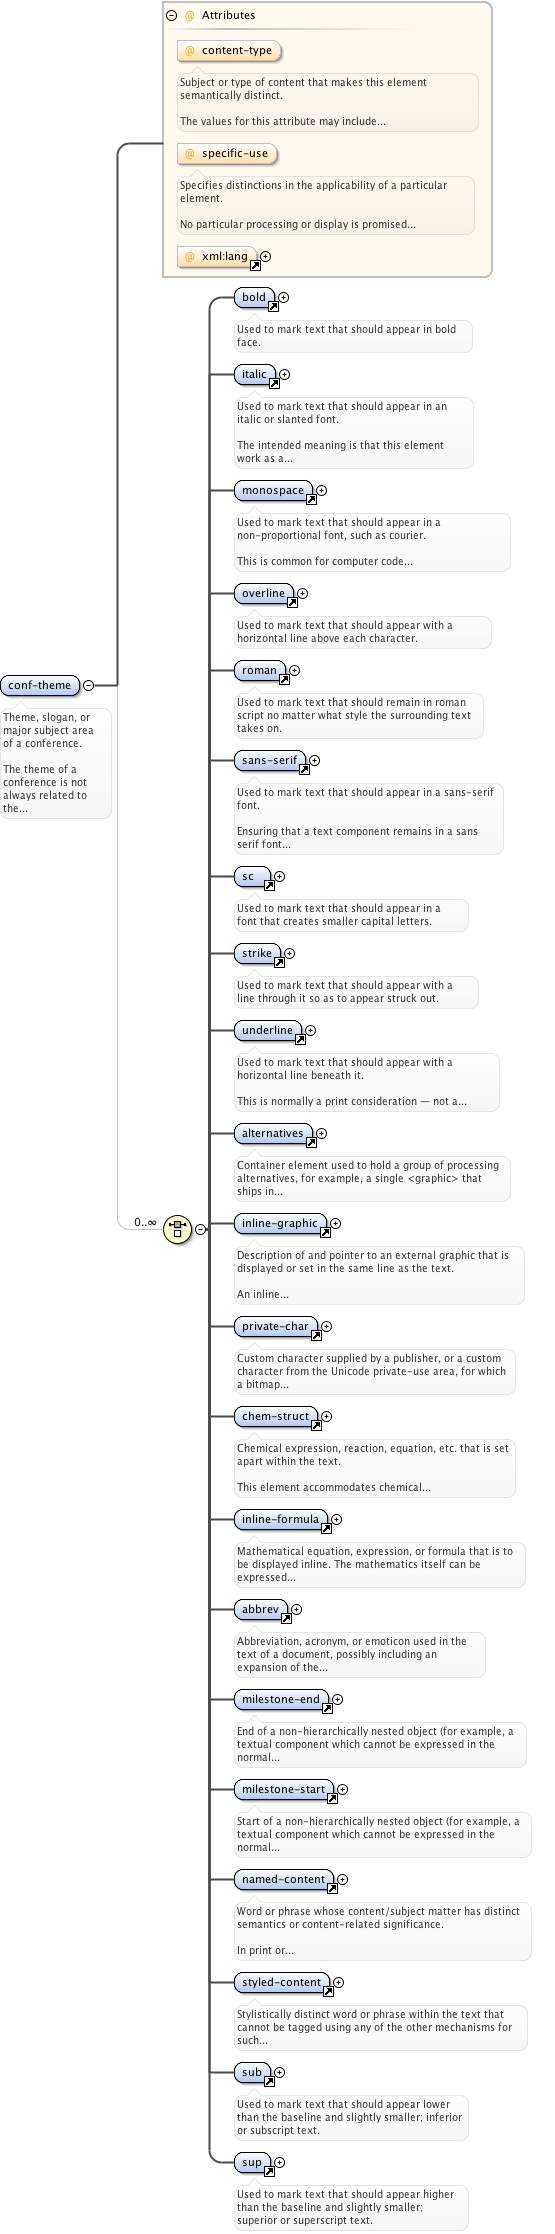 Attributes
@ content-type
Subject or type of content that makes this element
semantically distinct.
The values for this attribute may include...
@ specific-use
Specifies distinctions in the applicability of a particular
element.
No particular processing or display is promised...
@ xml:lang
bold
Used to mark text that should appear in bold
face.
italic
Used to mark text that should appear in an
italic or slanted font.
The intended meaning is that this element
work as a...
monospace
Used to mark text that should appear in a
non-proportional font, such as courier.
This is common for computer code...
overline
Used to mark text that should appear with a
horizontal line above each character.
roman
Used to mark text that should remain in roman
script no matter what style the surrounding text
takes on.
conf-theme
Theme, slogan, or
major subject area
of a conference.
The theme of a
conference is not
always related to
the...
sans-serif
Used to mark text that should appear in a sans-serif
font.
Ensuring that a text component remains in a sans
serif font...
sc
Used to mark text that should appear in a
font that creates smaller capital letters.
strike
Used to mark text that should appear with a
line through it so as to appear struck out.
underline
Used to mark text that should appear with a
horizontal line beneath it.
This is normally a print consideration — not a...
alternatives
Container element used to hold a group of processing
alternatives, for example, a single <graphic> that
ships in...
0..∞
inline-graphic
Description of and pointer to an external graphic that is
displayed or set in the same line as the text.
An inline...
private-char
Custom character supplied by a publisher, or a custom
character from the Unicode private-use area, for which
a bitmap...
chem-struct
Chemical expression, reaction, equation, etc. that is set
apart within the text.
This element accommodates chemical...
inline-formula
Mathematical equation, expression, or formula that is to
be displayed inline. The mathematics itself can be
expressed...
abbrev
Abbreviation, acronym, or emoticon used in the
text of a document, possibly including an
expansion of the...
milestone-end
End of a non-hierarchically nested object (for example, a
textual component which cannot be expressed in the
normal...
milestone-start
Start of a non-hierarchically nested object (for example, a
textual component which cannot be expressed in the
normal...
named-content
Word or phrase whose content/subject matter has distinct
semantics or content-related significance.
In print or...
styled-content
Stylistically distinct word or phrase within the text that
cannot be tagged using any of the other mechanisms for
such...
sub
Used to mark text that should appear lower
than the baseline and slightly smaller; inferior
or subscript text.
sup
Used to mark text that should appear higher
than the baseline and slightly smaller;
superior or superscript text.